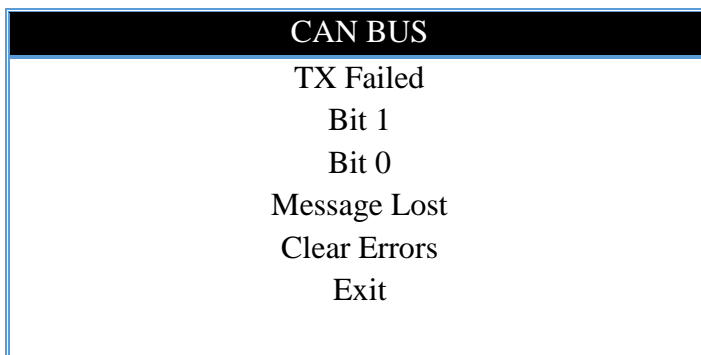 CAN BUS
TX Failed
Bit 1
Bit 0
Message Lost
Clear Errors
Exit